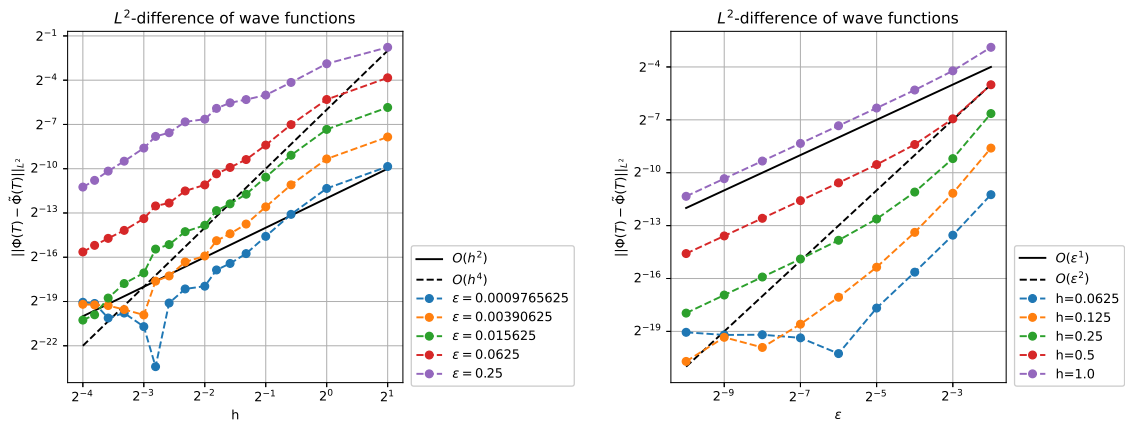 L²-difference of wave functions
||Φ(T) − Φ̃(T)||_L²
2⁻¹
2⁻⁴
2⁻⁷
2⁻¹⁰
2⁻¹³
2⁻¹⁶
2⁻¹⁹
2⁻²²
2⁻⁴ 2⁻³ 2⁻² 2⁻¹ 2⁰ 2¹
h
O(h²)
O(h⁴)
ε = 0.0009765625
ε = 0.00390625
ε = 0.015625
ε = 0.0625
ε = 0.25
L²-difference of wave functions
||Φ(T) − Φ̃(T)||_L²
2⁻⁴
2⁻⁷
2⁻¹⁰
2⁻¹³
2⁻¹⁶
2⁻¹⁹
2⁻⁹ 2⁻⁷ 2⁻⁵ 2⁻³
ε
O(ε¹)
O(ε²)
h=0.0625
h=0.125
h=0.25
h=0.5
h=1.0